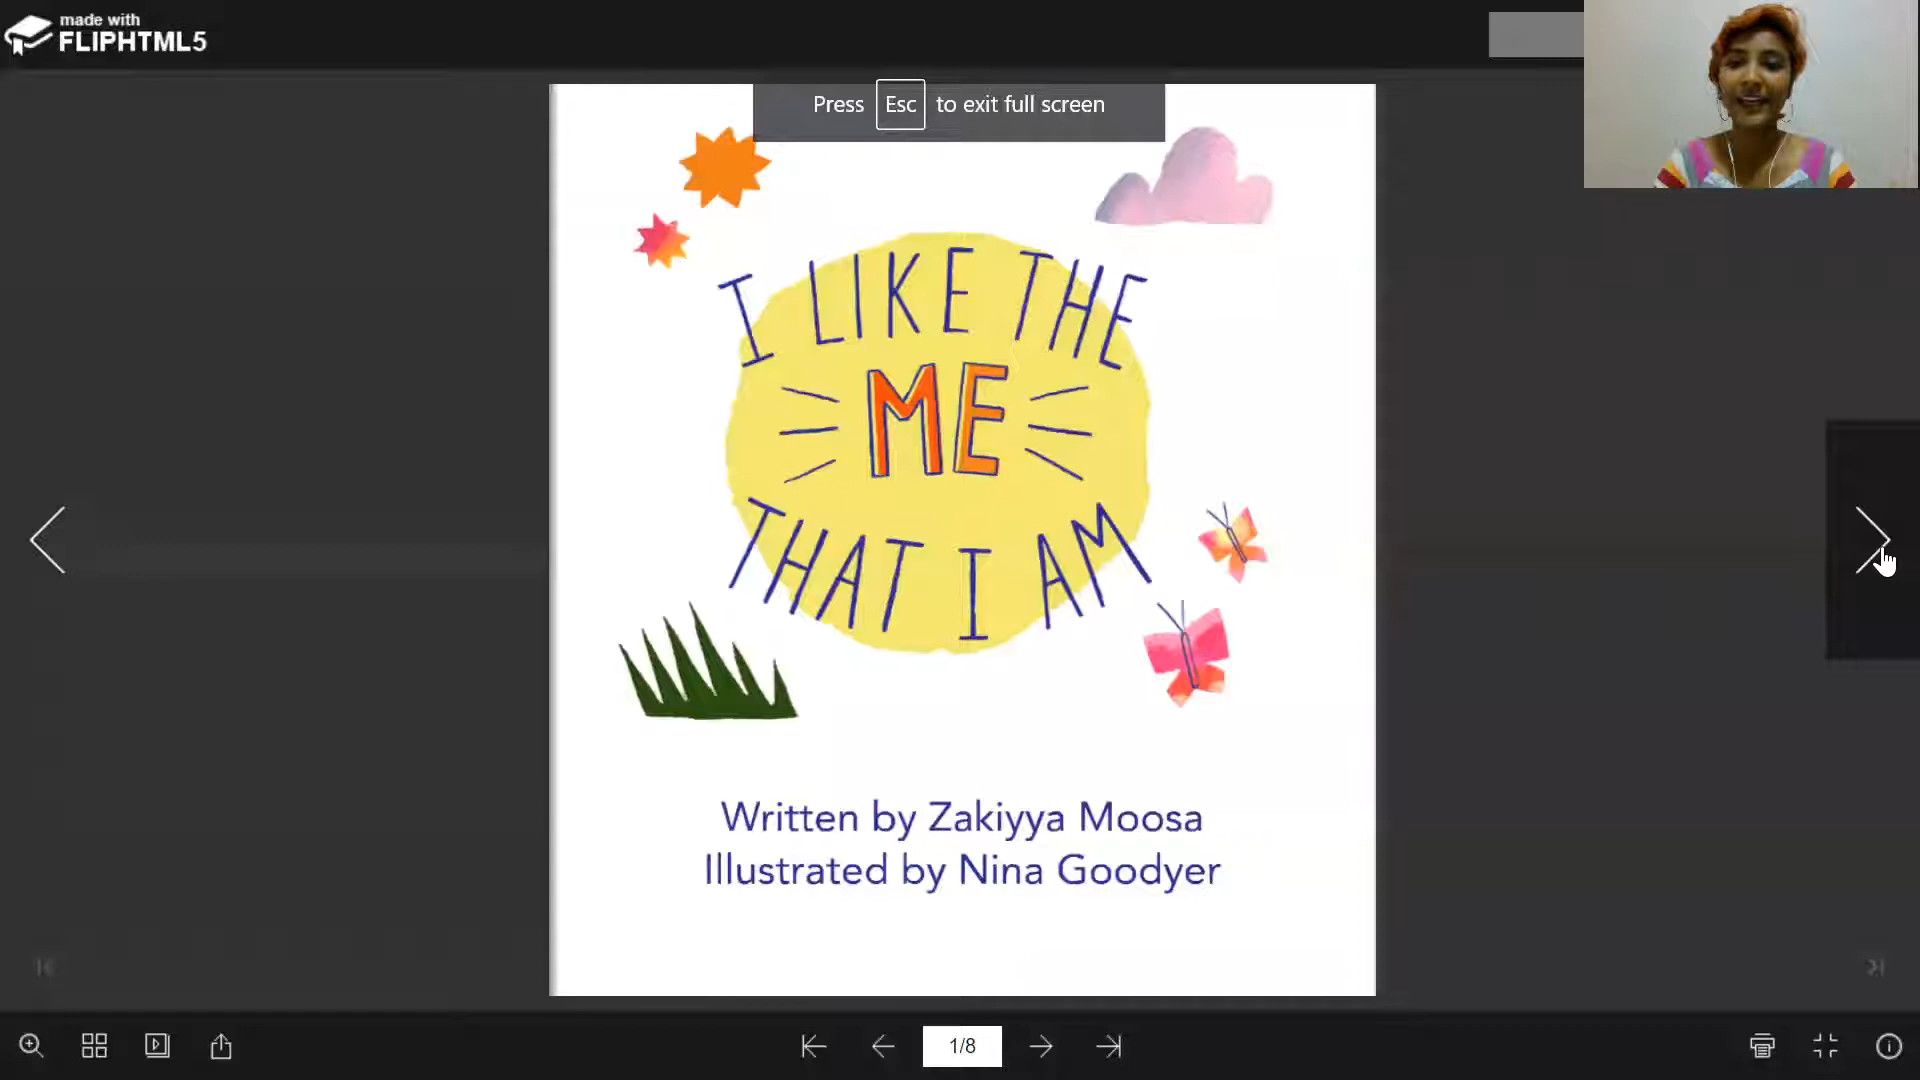 made with
FLIPHTML5
Press Esc to exit full screen
I LIKE THE
ME
THAT I AM
Written by Zakiyya Moosa
Illustrated by Nina Goodyer
1/8